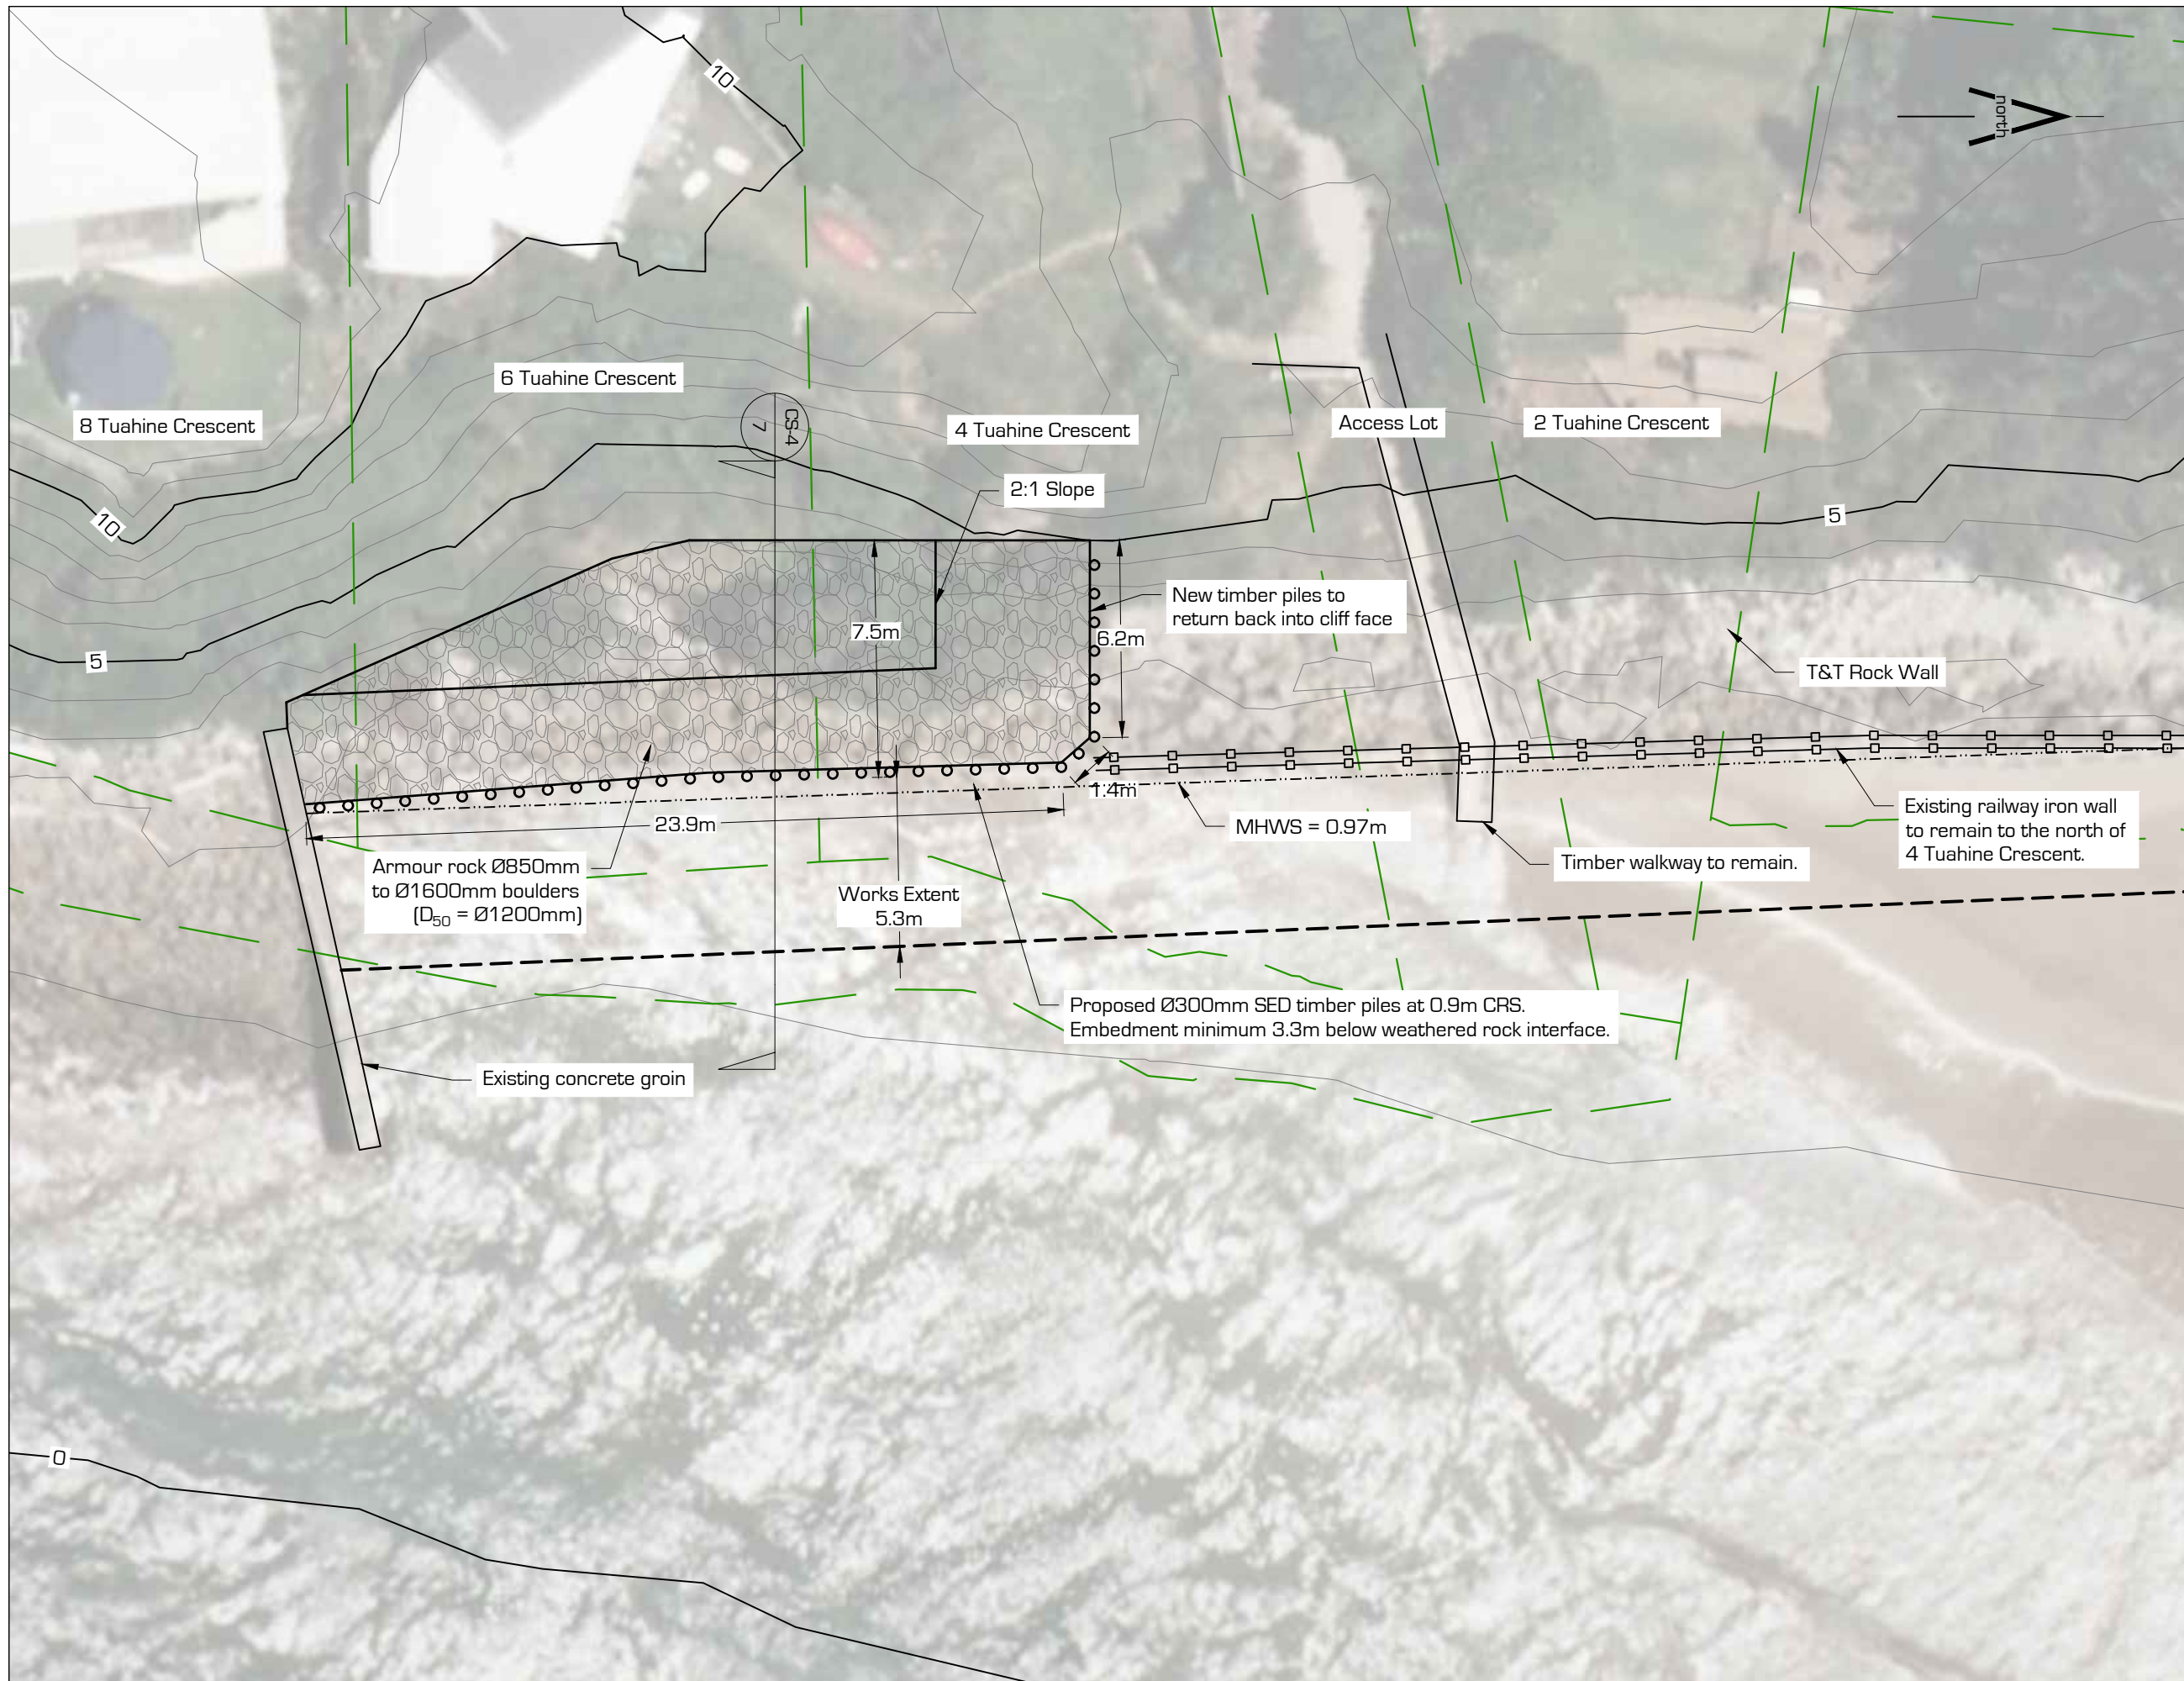 10
north
6 Tuahine Crescent
8 Tuahine Crescent
CS-4
7
4 Tuahine Crescent
Access Lot
2 Tuahine Crescent
2:1 Slope
10
5
New timber piles to
return back into cliff face
7.5m
6.2m
5
T&T Rock Wall
1.4m
23.9m
MHWS = 0.97m
Existing railway iron wall
to remain to the north of
4 Tuahine Crescent.
Timber walkway to remain.
Armour rock Ø850mm
to Ø1600mm boulders
(D50 = Ø1200mm)
Works Extent
5.3m
Proposed Ø300mm SED timber piles at 0.9m CRS.
Embedment minimum 3.3m below weathered rock interface.
Existing concrete groin
0